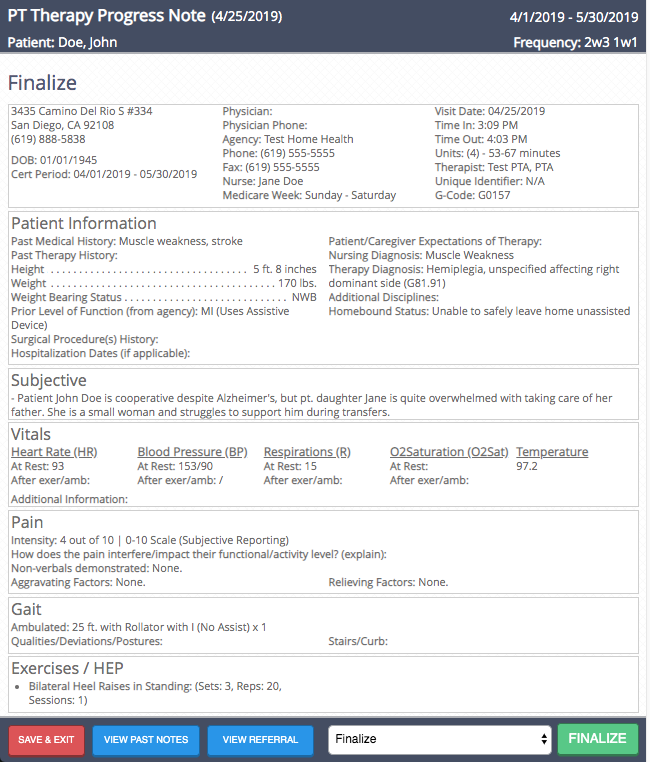 PT Therapy Progress Note (4/25/2019)
4/1/2019 - 5/30/2019
Patient: Doe, John
Frequency: 2w3 1w1
Finalize
3435 Camino Del Rio S #334
San Diego, CA 92108
(619) 888-5838
DOB: 01/01/1945
Cert Period: 04/01/2019 - 05/30/2019
Physician:
Physician Phone:
Agency: Test Home Health
Phone: (619) 555-5555
Fax: (619) 555-5555
Nurse: Jane Doe
Medicare Week: Sunday - Saturday
Visit Date: 04/25/2019
Time In: 3:09 PM
Time Out: 4:03 PM
Units: (4) - 53-67 minutes
Therapist: Test PTA, PTA
Unique Identifier: N/A
G-Code: G0157
Patient Information
Past Medical History: Muscle weakness, stroke
Past Therapy History:
Height . . . . . . . . . . . . . . . . . . . . . . . . . . . . . . . . . . 5 ft. 8 inches
Weight . . . . . . . . . . . . . . . . . . . . . . . . . . . . . . . . . . . 170 lbs.
Weight Bearing Status . . . . . . . . . . . . . . . . . . . . . . . . . . . . NWB
Prior Level of Function (from agency): MI (Uses Assistive
Device)
Surgical Procedure(s) History:
Hospitalization Dates (if applicable):
Patient/Caregiver Expectations of Therapy:
Nursing Diagnosis: Muscle Weakness
Therapy Diagnosis: Hemiplegia, unspecified affecting right
dominant side (G81.91)
Additional Disciplines:
Homebound Status: Unable to safely leave home unassisted
Subjective
- Patient John Doe is cooperative despite Alzheimer's, but pt. daughter Jane is quite overwhelmed with taking care of her
father. She is a small woman and struggles to support him during transfers.
Vitals
Heart Rate (HR)
At Rest: 93
After exer/amb:
Blood Pressure (BP)
At Rest: 153/90
After exer/amb: /
Respirations (R)
At Rest: 15
After exer/amb:
O2Saturation (O2Sat)
At Rest:
After exer/amb:
Temperature
97.2
Additional Information:
Pain
Intensity: 4 out of 10 | 0-10 Scale (Subjective Reporting)
How does the pain interfere/impact their functional/activity level? (explain):
Non-verbals demonstrated: None.
Aggravating Factors: None.
Relieving Factors: None.
Gait
Ambulated: 25 ft. with Rollator with I (No Assist) x 1
Qualities/Deviations/Postures:
Stairs/Curb:
Exercises / HEP
• Bilateral Heel Raises in Standing: (Sets: 3, Reps: 20,
Sessions: 1)
SAVE & EXIT
VIEW PAST NOTES
VIEW REFERRAL
Finalize
FINALIZE